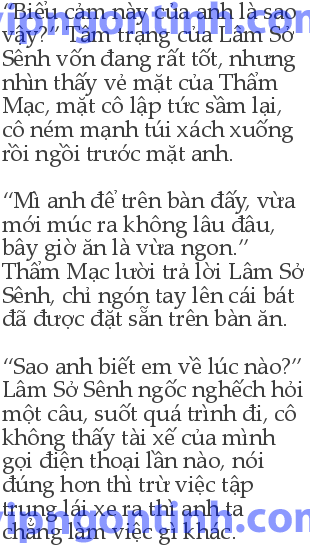 “Biểu cảm này của anh là sao
vậy?” Tâm trạng của Lâm Sở
Sênh vốn đang rất tốt, nhưng
nhìn thấy vẻ mặt của Thẩm
Mạc, mặt cô lập tức sầm lại,
cô ném mạnh túi xách xuống
rồi ngồi trước mặt anh.
“Mì anh để trên bàn đấy, vừa
mới múc ra không lâu đâu,
bây giờ ăn là vừa ngon.”
Thẩm Mạc lười trả lời Lâm Sở
Sênh, chỉ ngón tay lên cái bát
đã được đặt sẵn trên bàn ăn.
“Sao anh biết em về lúc nào?”
Lâm Sở Sênh ngốc nghếch hỏi
một câu, suốt quá trình đi, cô
không thấy tài xế của mình
gọi điện thoại lần nào, nói
đúng hơn thì trừ việc tập
trung lái xe ra thì anh ta
chẳng làm việc gì khác.
vipngontinh.com
vipngontinh.com